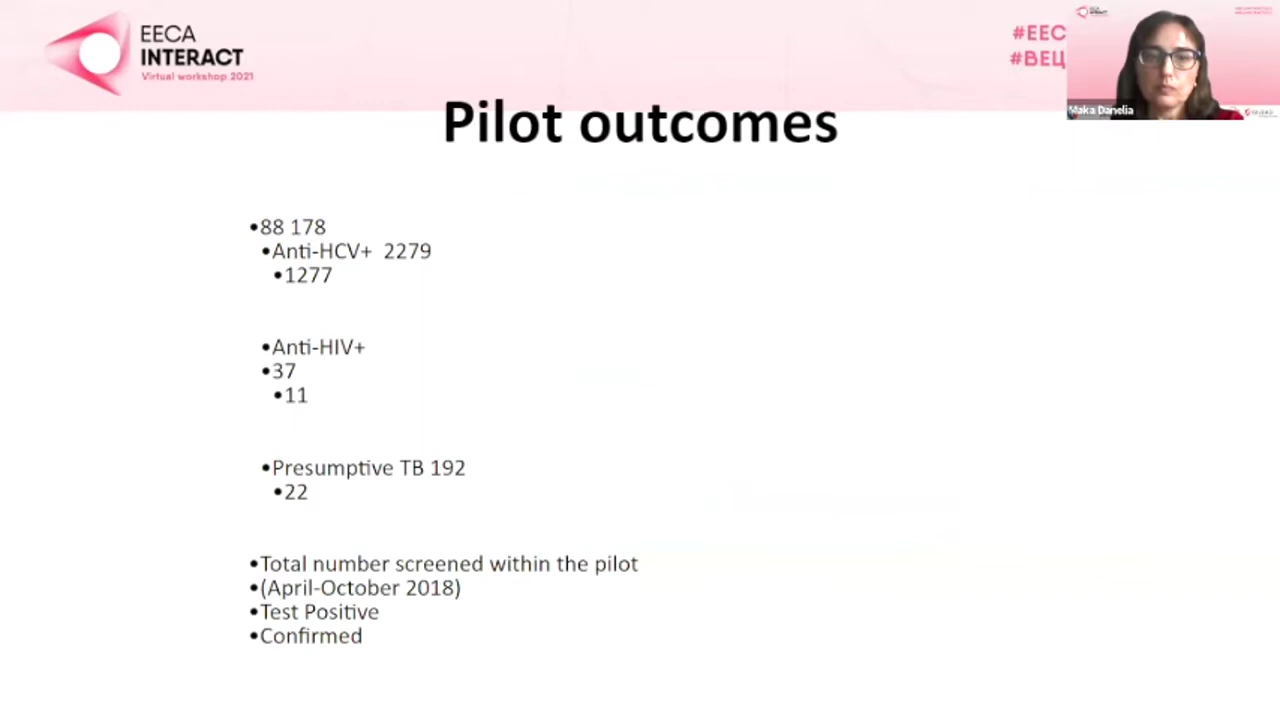 EECA
INTERACT
Virtual workshop 2021
#EEC
#ВЕЦ
Maka Danelia
Pilot outcomes
•88 178
•Anti-HCV+ 2279
•1277
•Anti-HIV+
•37
•11
•Presumptive TB 192
•22
•Total number screened within the pilot
•(April-October 2018)
•Test Positive
•Confirmed